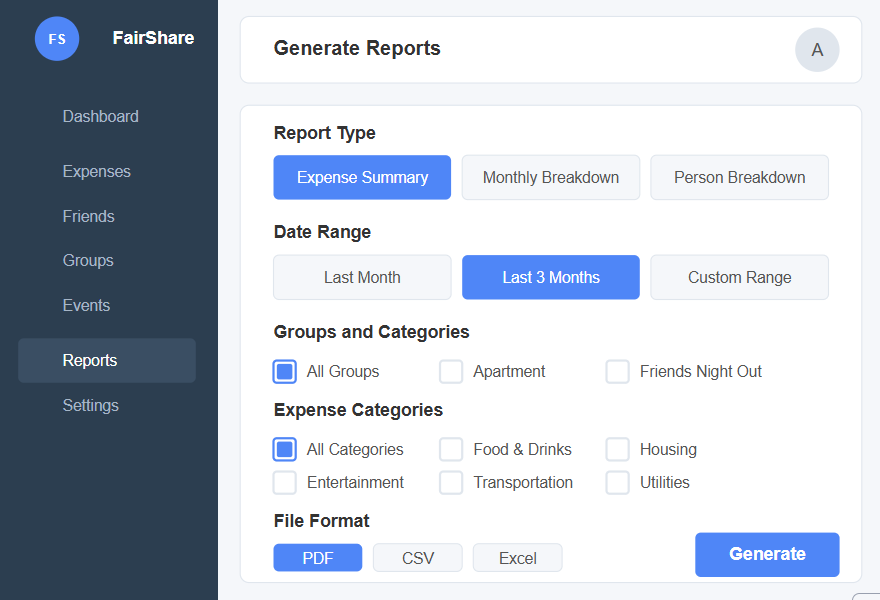 FS FairShare
Dashboard
Expenses
Friends
Groups
Events
Reports
Settings
Generate Reports A
Report Type
Expense Summary Monthly Breakdown Person Breakdown
Date Range
Last Month Last 3 Months Custom Range
Groups and Categories
All Groups Apartment Friends Night Out
Expense Categories
All Categories Food & Drinks Housing
Entertainment Transportation Utilities
File Format
PDF CSV Excel Generate